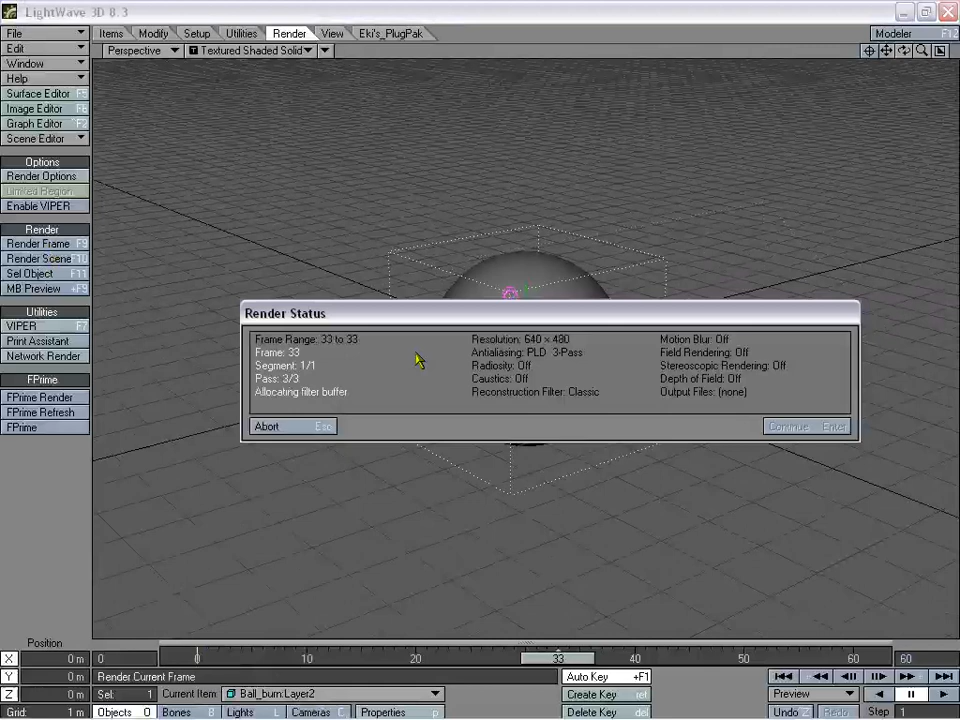 LightWave 3D 8.3
File
Items Modify Setup Utilities Render View Eki's_PlugPak
Modeler F12
Edit
Perspective Textured Shaded Solid
Window
Help
Surface Editor F5
Image Editor F6
Graph Editor F7
Scene Editor
Options
Render Options
Limited Region
Enable VIPER
Render
Render Frame F9
Render Scene F10
Sel Object F11
MB Preview +F9
Utilities
VIPER F7
Print Assistant
Network Render
FPrime
FPrime Render
FPrime Refresh
FPrime
Render Status
Frame Range: 33 to 33
Frame: 33
Segment: 1/1
Pass: 3/3
Allocating filter buffer
Resolution: 640 × 480
Antialiasing: PLD 3-Pass
Radiosity: Off
Caustics: Off
Reconstruction Filter: Classic
Motion Blur: Off
Field Rendering: Off
Stereoscopic Rendering: Off
Depth of Field: Off
Output Files: (none)
Abort Esc
Continue Enter
Position
X 0 m 0 0 10 20 33 40 50 60 60
Y 0 m Render Current Frame Auto Key +F1
Z 0 m Sel: 1 Current Item Ball_burn:Layer2 Create Key ret Preview
Grid: 1 m Objects O Bones B Lights L Cameras C Properties p Delete Key del Undo Z Redo Step 1